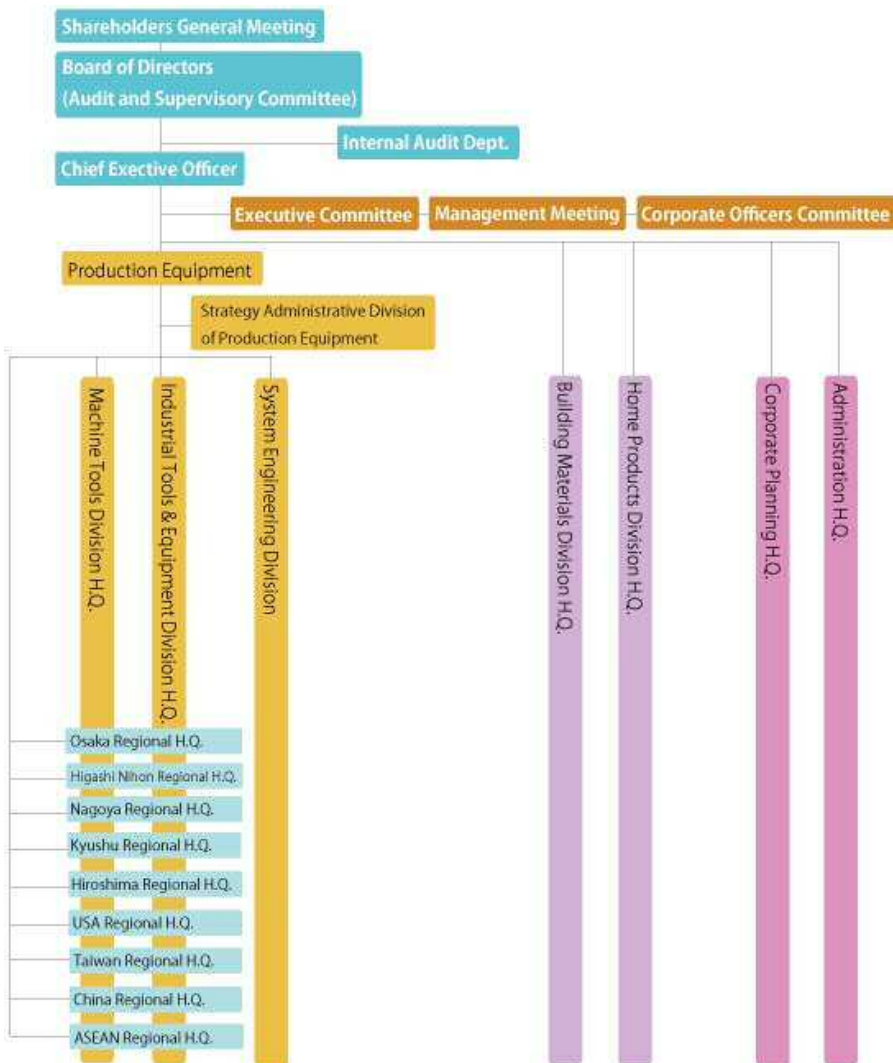 Shareholders General Meeting
Board of Directors
(Audit and Supervisory Committee)
Internal Audit Dept.
Chief Exective Officer
Executive Committee
Management Meeting
Corporate Officers Committee
Production Equipment
Strategy Administrative Division
of Production Equipment
Machine Tools Division H.Q.
Industrial Tools & Equipment Division H.Q.
System Engineering Division
Building Materials Division H.Q.
Home Products Division H.Q.
Corporate Planning H.Q.
Administration H.Q.
Osaka Regional H.Q.
Higashi Nihon Regional H.Q.
Nagoya Regional H.Q.
Kyushu Regional H.Q.
Hiroshima Regional H.Q.
USA Regional H.Q.
Taiwan Regional H.Q.
China Regional H.Q.
ASEAN Regional H.Q.